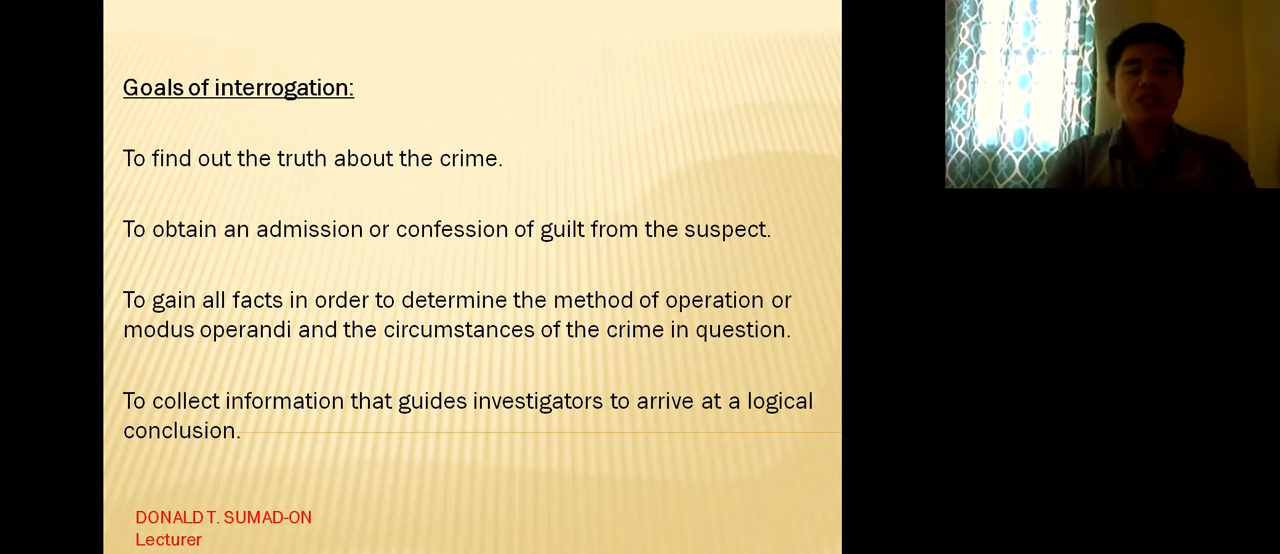 Goals of interrogation:
To find out the truth about the crime.
To obtain an admission or confession of guilt from the suspect.
To gain all facts in order to determine the method of operation or
modus operandi and the circumstances of the crime in question.
To collect information that guides investigators to arrive at a logical
conclusion.
DONALD T. SUMAD-ON
Lecturer